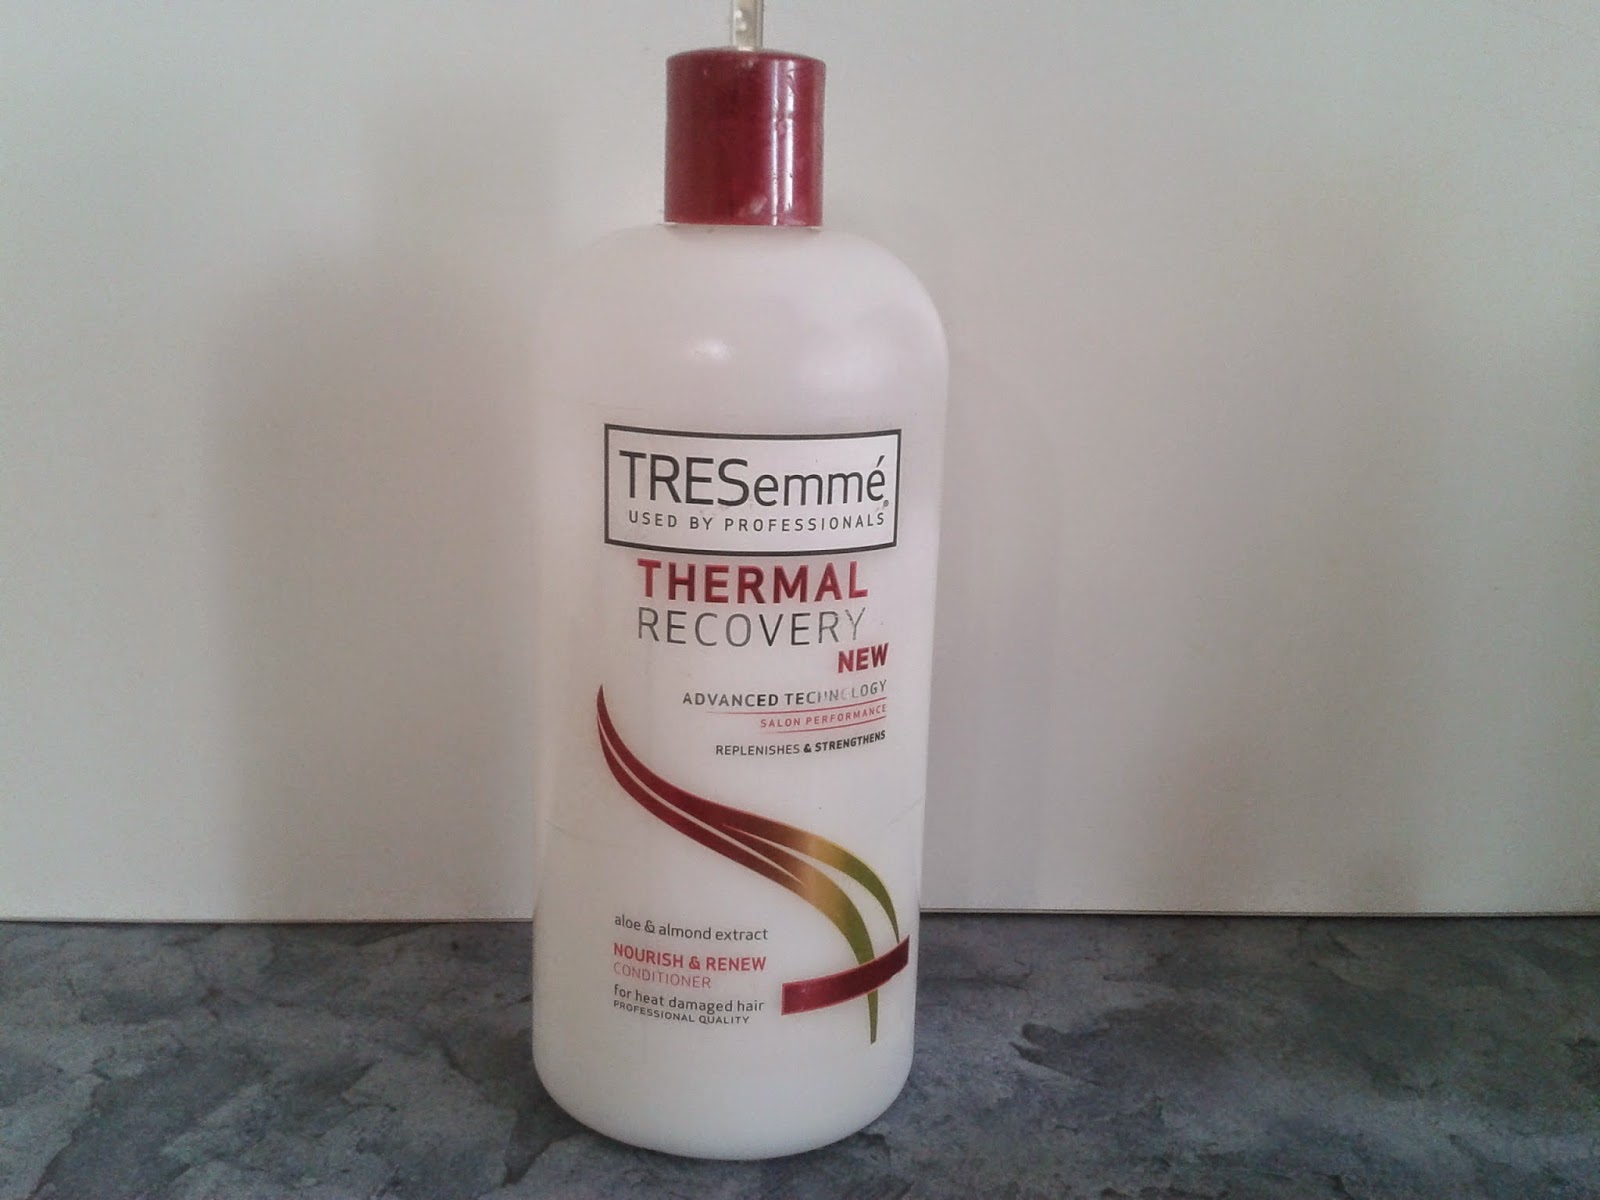 TRESemmé®
USED BY PROFESSIONALS
THERMAL
RECOVERY
NEW
ADVANCED TECHNOLOGY
SALON PERFORMANCE
REPLENISHES & STRENGTHENS
aloe & almond extract
NOURISH & RENEW
CONDITIONER
for heat damaged hair
PROFESSIONAL QUALITY